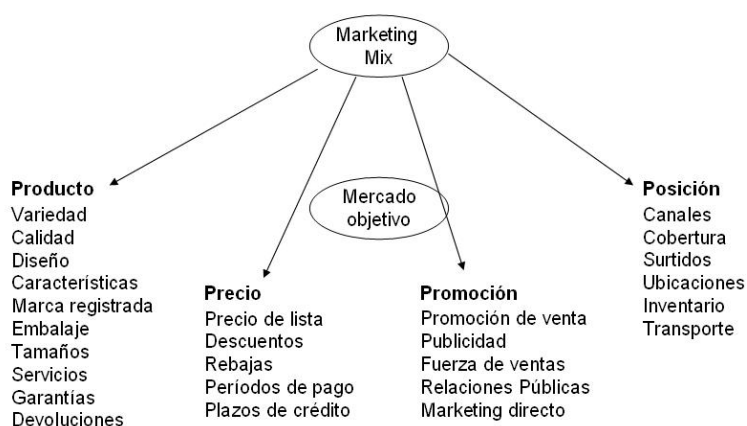 Marketing
Mix
Mercado
objetivo
Producto
Variedad
Calidad
Diseño
Características
Marca registrada
Embalaje
Tamaños
Servicios
Garantías
Devoluciones
Precio
Precio de lista
Descuentos
Rebajas
Períodos de pago
Plazos de crédito
Promoción
Promoción de venta
Publicidad
Fuerza de ventas
Relaciones Públicas
Marketing directo
Posición
Canales
Cobertura
Surtidos
Ubicaciones
Inventario
Transporte